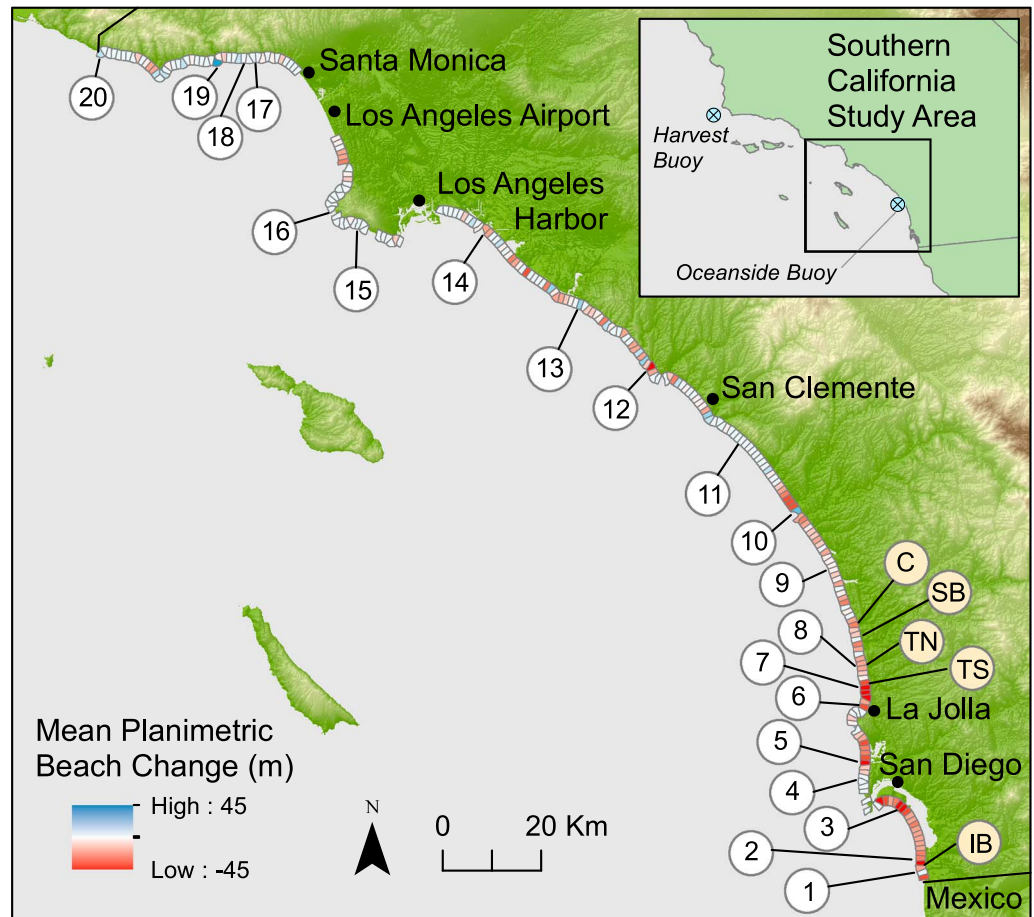 Southern
California
Study Area
Harvest
Buoy
Oceanside Buoy
Santa Monica
Los Angeles Airport
Los Angeles
Harbor
20
19
18
17
16
15
14
13
12
San Clemente
11
10
9
C
SB
8
TN
7
TS
6
La Jolla
5
San Diego
4
3
IB
2
1
Mexico
Mean Planimetric
Beach Change (m)
High : 45
Low : -45
N
0 20 Km